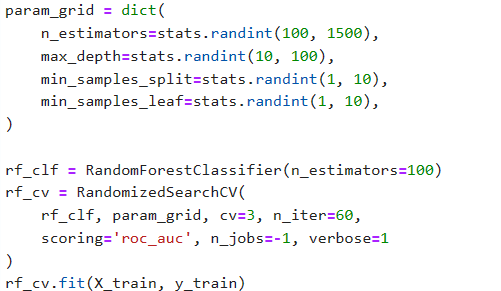 param_grid = dict(
    n_estimators=stats.randint(100, 1500),
    max_depth=stats.randint(10, 100),
    min_samples_split=stats.randint(1, 10),
    min_samples_leaf=stats.randint(1, 10),
)

rf_clf = RandomForestClassifier(n_estimators=100)
rf_cv = RandomizedSearchCV(
    rf_clf, param_grid, cv=3, n_iter=60,
    scoring='roc_auc', n_jobs=-1, verbose=1
)
rf_cv.fit(X_train, y_train)